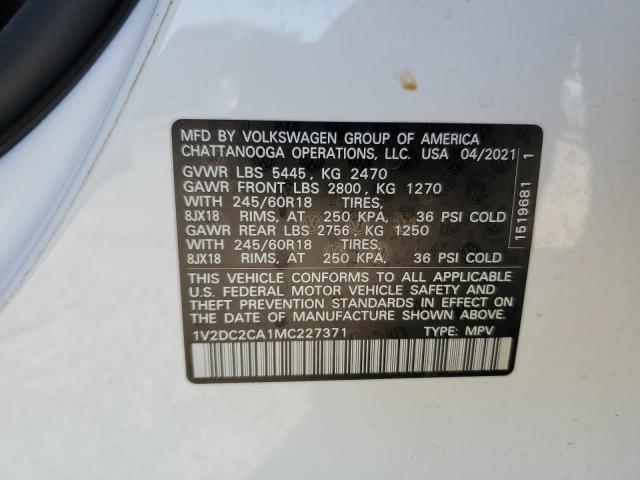 MFD BY VOLKSWAGEN GROUP OF AMERICA
CHATTANOOGA OPERATIONS, LLC. USA 04/2021
GVWR LBS 5445, KG 2470
GAWR FRONT LBS 2800, KG 1270
WITH 245/60R18 TIRES,
8JX18 RIMS, AT 250 KPA, 36 PSI COLD
GAWR REAR LBS 2756, KG 1250
WITH 245/60R18 TIRES,
8JX18 RIMS, AT 250 KPA, 36 PSI COLD
THIS VEHICLE CONFORMS TO ALL APPLICABLE
U.S. FEDERAL MOTOR VEHICLE SAFETY AND
THEFT PREVENTION STANDARDS IN EFFECT ON
THE DATE OF MANUFACTURE SHOWN ABOVE.
1V2DC2CA1MC227371 TYPE: MPV
1519681 1